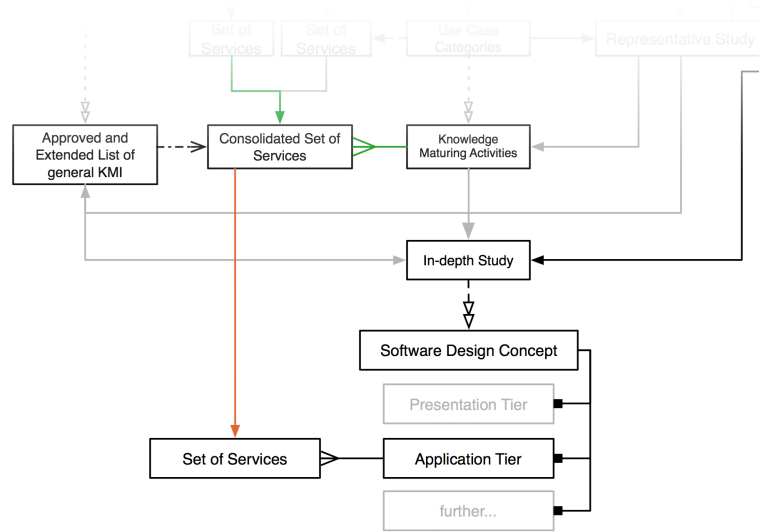 Set of
Services
Set of
Services
Use Case
Categories
Representative Study
Approved and
Extended List of
general KMI
Consolidated Set of
Services
Knowledge
Maturing Activities
In-depth Study
Software Design Concept
Presentation Tier
Set of Services
Application Tier
further...